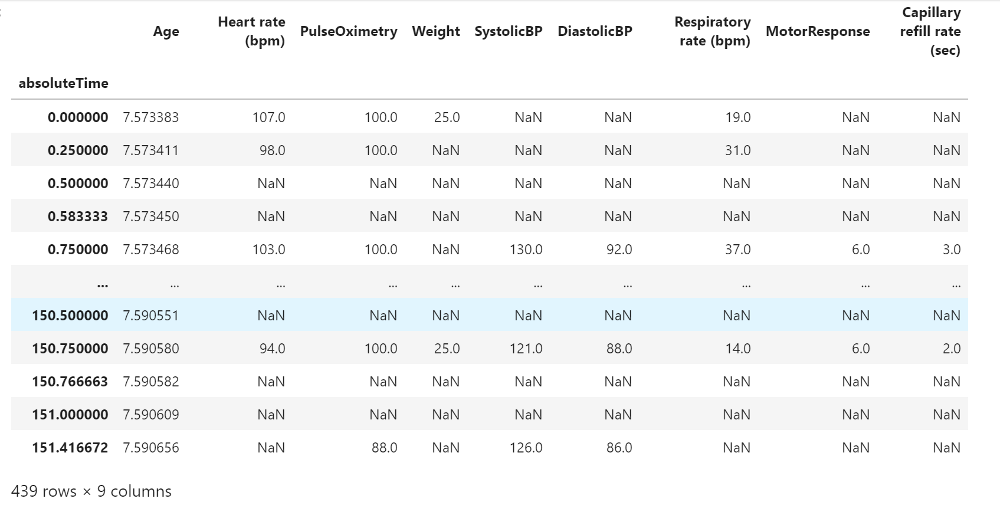 Age Heart rate (bpm) PulseOximetry Weight SystolicBP DiastolicBP Respiratory rate (bpm) MotorResponse Capillary refill rate (sec)
absoluteTime
0.000000 7.573383 107.0 100.0 25.0 NaN NaN 19.0 NaN NaN
0.250000 7.573411 98.0 100.0 NaN NaN NaN 31.0 NaN NaN
0.500000 7.573440 NaN NaN NaN NaN NaN NaN NaN NaN
0.583333 7.573450 NaN NaN NaN NaN NaN NaN NaN NaN
0.750000 7.573468 103.0 100.0 NaN 130.0 92.0 37.0 6.0 3.0
... ... ... ... ... ... ... ... ... ...
150.500000 7.590551 NaN NaN NaN NaN NaN NaN NaN NaN
150.750000 7.590580 94.0 100.0 25.0 121.0 88.0 14.0 6.0 2.0
150.766663 7.590582 NaN NaN NaN NaN NaN NaN NaN NaN
151.000000 7.590609 NaN NaN NaN NaN NaN NaN NaN NaN
151.416672 7.590656 NaN 88.0 NaN 126.0 86.0 NaN NaN NaN
439 rows × 9 columns